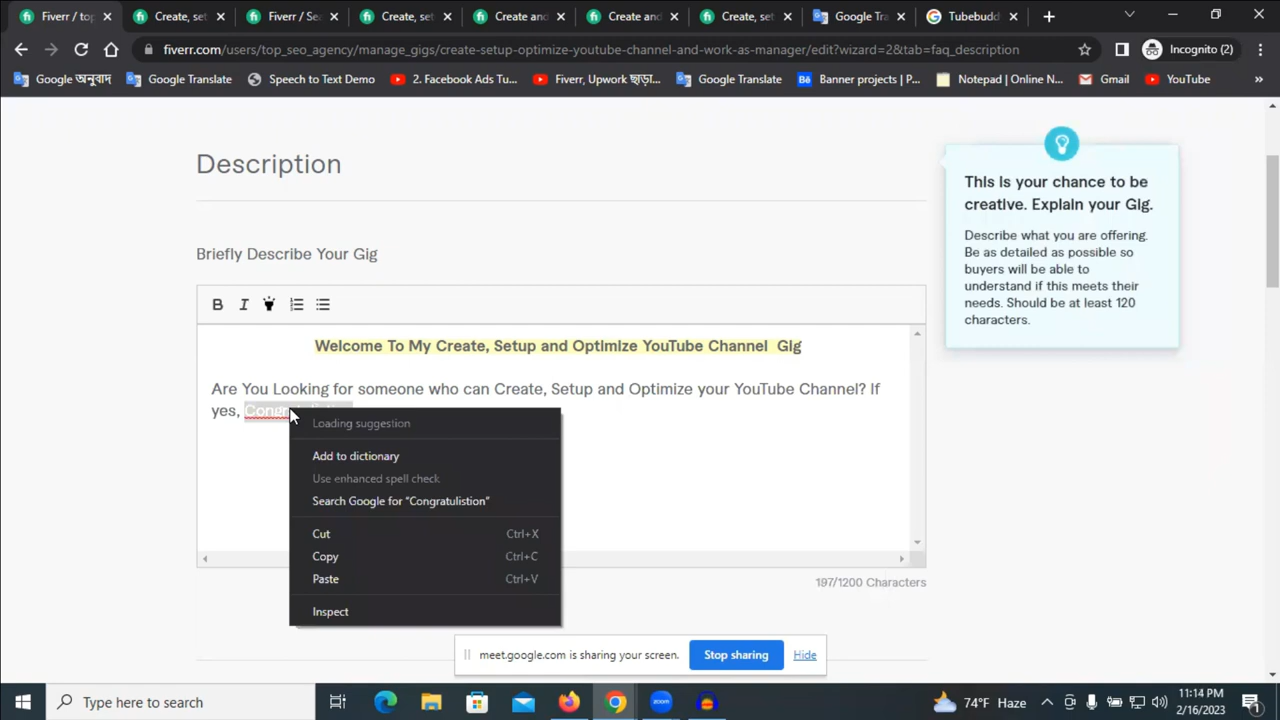 Fiverr / top
Create, set
Fiverr / Sea
Create, set
Create and
Create and
Create, set
Google Tra
Tubebudd
Incognito (2)
fiverr.com/users/top_seo_agency/manage_gigs/create-setup-optimize-youtube-channel-and-work-as-manager/edit?wizard=2&tab=faq_description
Google অনুবাদ
Google Translate
Speech to Text Demo
2. Facebook Ads Tu...
Fiverr, Upwork ছাড়া...
Google Translate
Banner projects | P...
Notepad | Online N...
Gmail
YouTube
Description
Briefly Describe Your Gig
B I
Welcome To My Create, Setup and Optimize YouTube Channel Gig
Are You Looking for someone who can Create, Setup and Optimize your YouTube Channel? If
yes,
Loading suggestion
Add to dictionary
Use enhanced spell check
Search Google for "Congratulistion"
Cut Ctrl+X
Copy Ctrl+C
Paste Ctrl+V
Inspect
197/1200 Characters
This is your chance to be
creative. Explain your Gig.
Describe what you are offering.
Be as detailed as possible so
buyers will be able to
understand if this meets their
needs. Should be at least 120
characters.
meet.google.com is sharing your screen.
Stop sharing
Hide
Type here to search
zoom
74°F Haze
11:14 PM
2/16/2023
1